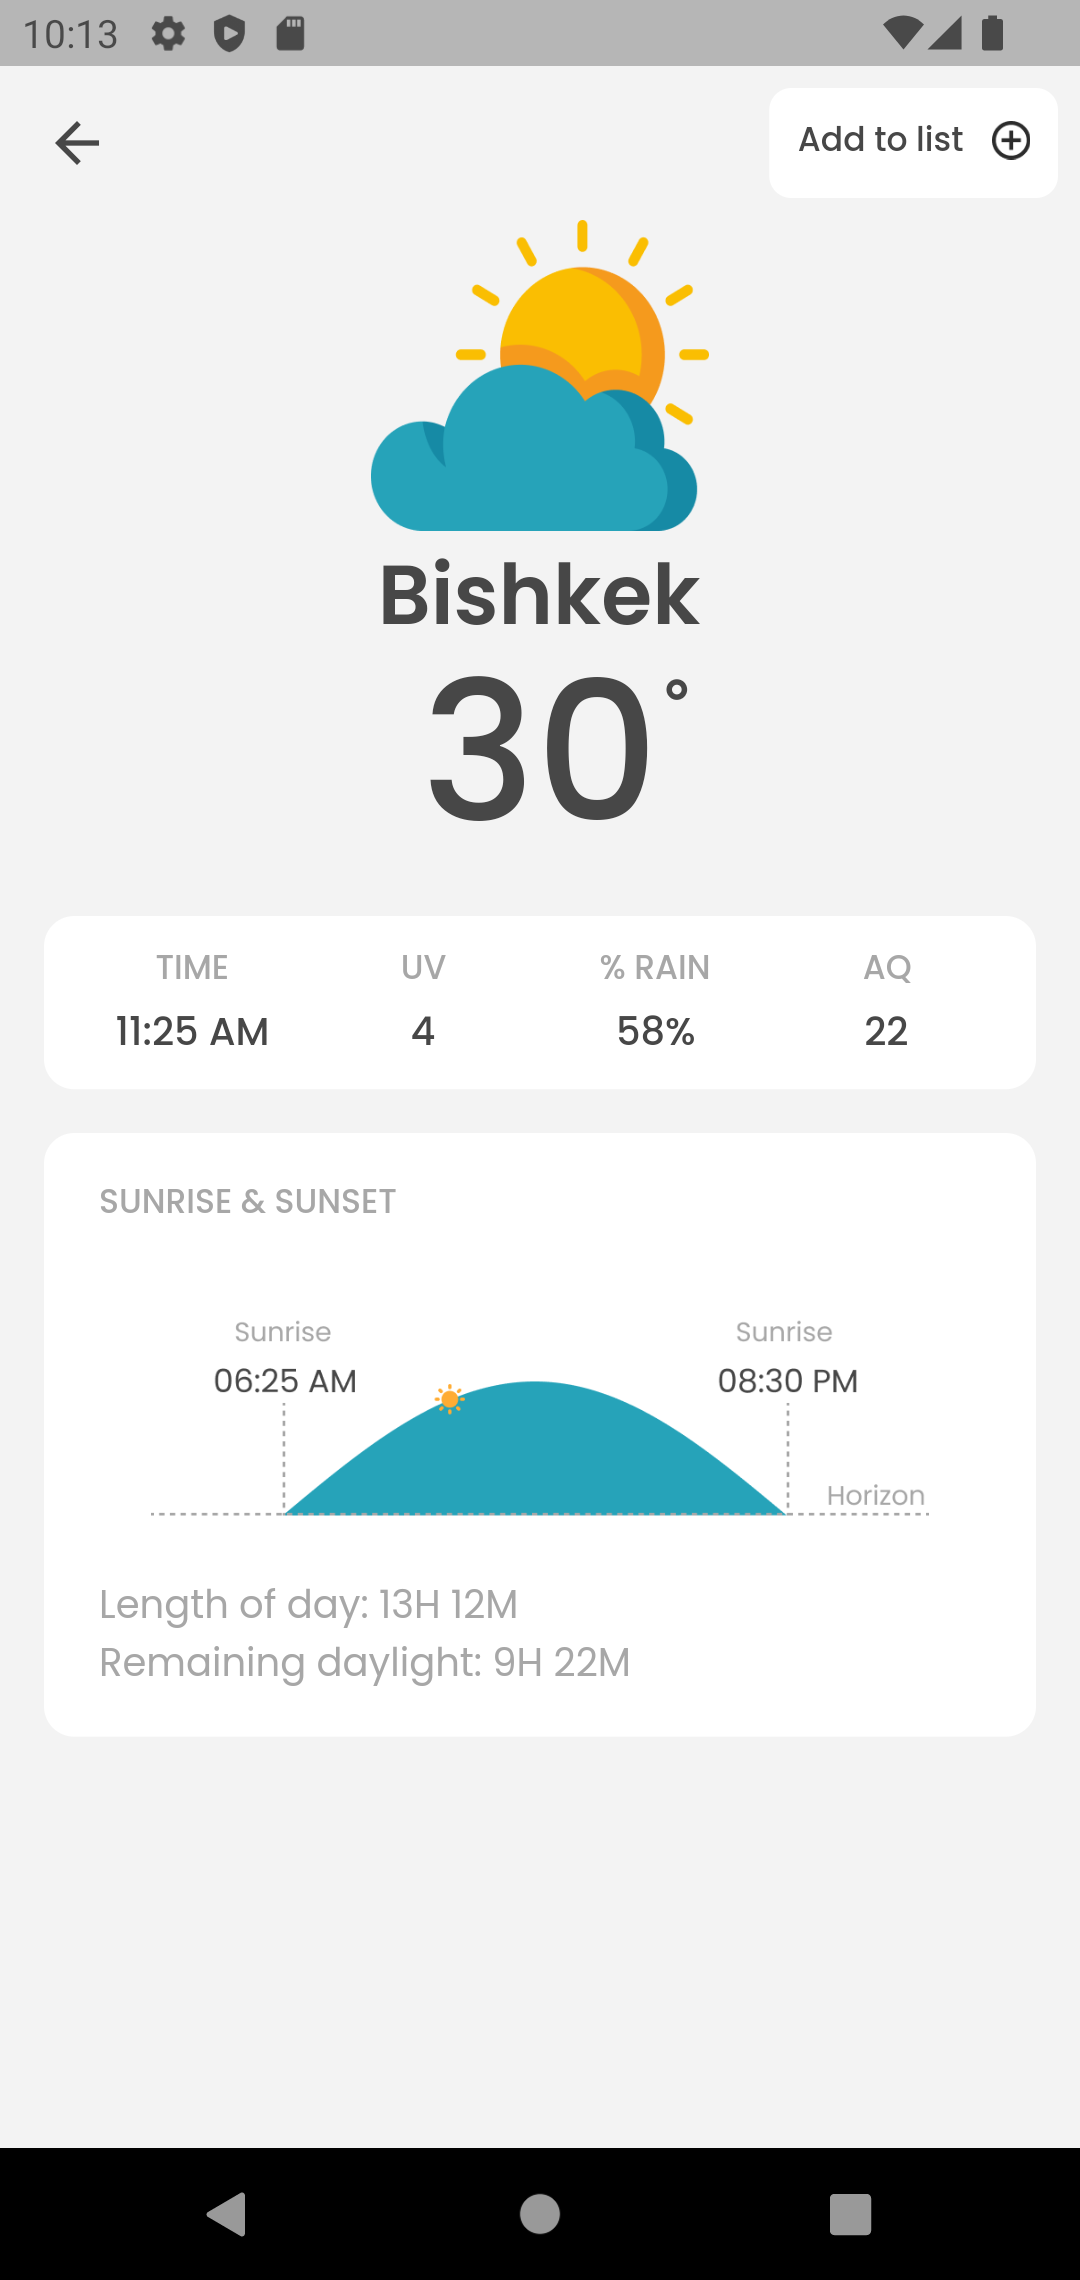 10:13
Add to list
Bishkek
30°
TIME UV % RAIN AQ
11:25 AM 4 58% 22
SUNRISE & SUNSET
Sunrise Sunrise
06:25 AM 08:30 PM
Horizon
Length of day: 13H 12M
Remaining daylight: 9H 22M